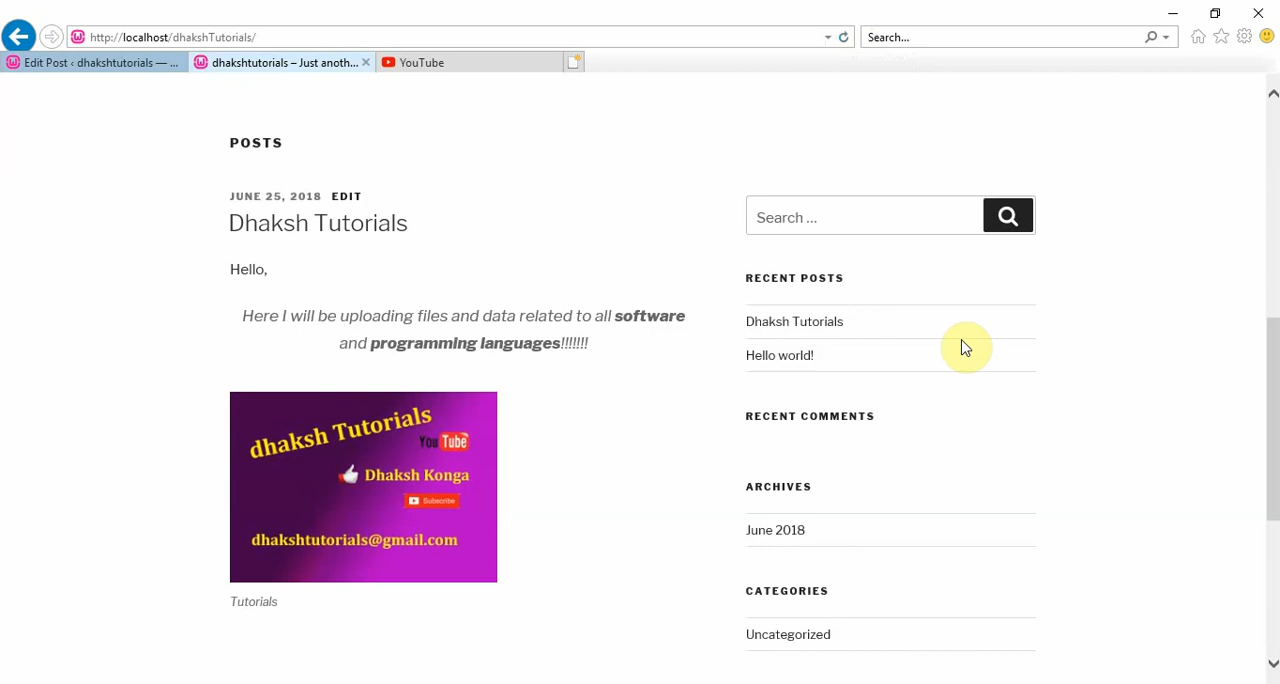 http://localhost/dhakshTutorials/
Search...
Edit Post ‹ dhakshtutorials — ...
dhakshtutorials – Just anoth...
YouTube
POSTS
JUNE 25, 2018 EDIT
Dhaksh Tutorials
Hello,
Here I will be uploading files and data related to all software
and programming languages!!!!!!!
dhaksh Tutorials
YouTube
Dhaksh Konga
Subscribe
dhakshtutorials@gmail.com
Tutorials
Search ...
RECENT POSTS
Dhaksh Tutorials
Hello world!
RECENT COMMENTS
ARCHIVES
June 2018
CATEGORIES
Uncategorized